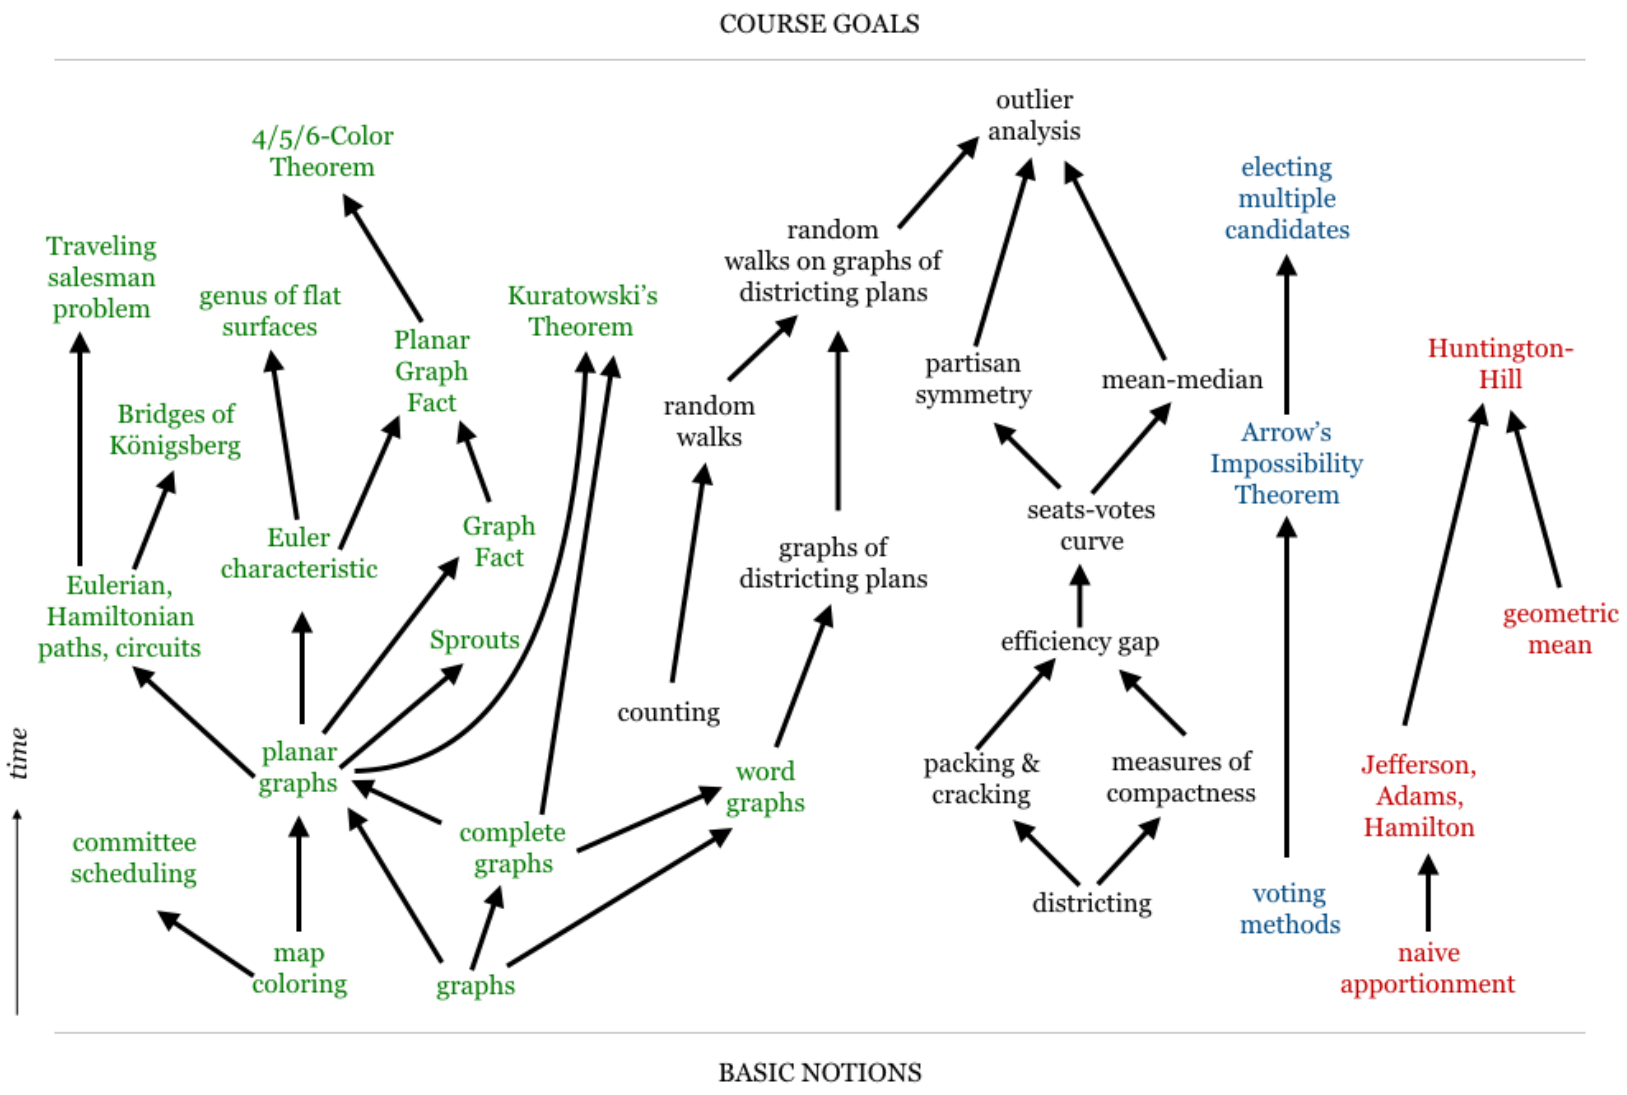 COURSE GOALS
outlier
analysis
4/5/6-Color
Theorem
electing
multiple
candidates
random
walks on graphs of
districting plans
Traveling
salesman
problem
genus of flat
surfaces
Kuratowski’s
Theorem
Planar
Graph
Fact
partisan
symmetry
mean-median
Huntington-
Hill
Bridges of
Königsberg
random
walks
Arrow’s
Impossibility
Theorem
seats-votes
curve
Euler
characteristic
Graph
Fact
graphs of
districting plans
Eulerian,
Hamiltonian
paths, circuits
Sprouts
efficiency gap
geometric
mean
counting
time
planar
graphs
word
graphs
packing &
cracking
measures of
compactness
Jefferson,
Adams,
Hamilton
committee
scheduling
complete
graphs
districting
voting
methods
map
coloring
graphs
naive
apportionment
BASIC NOTIONS